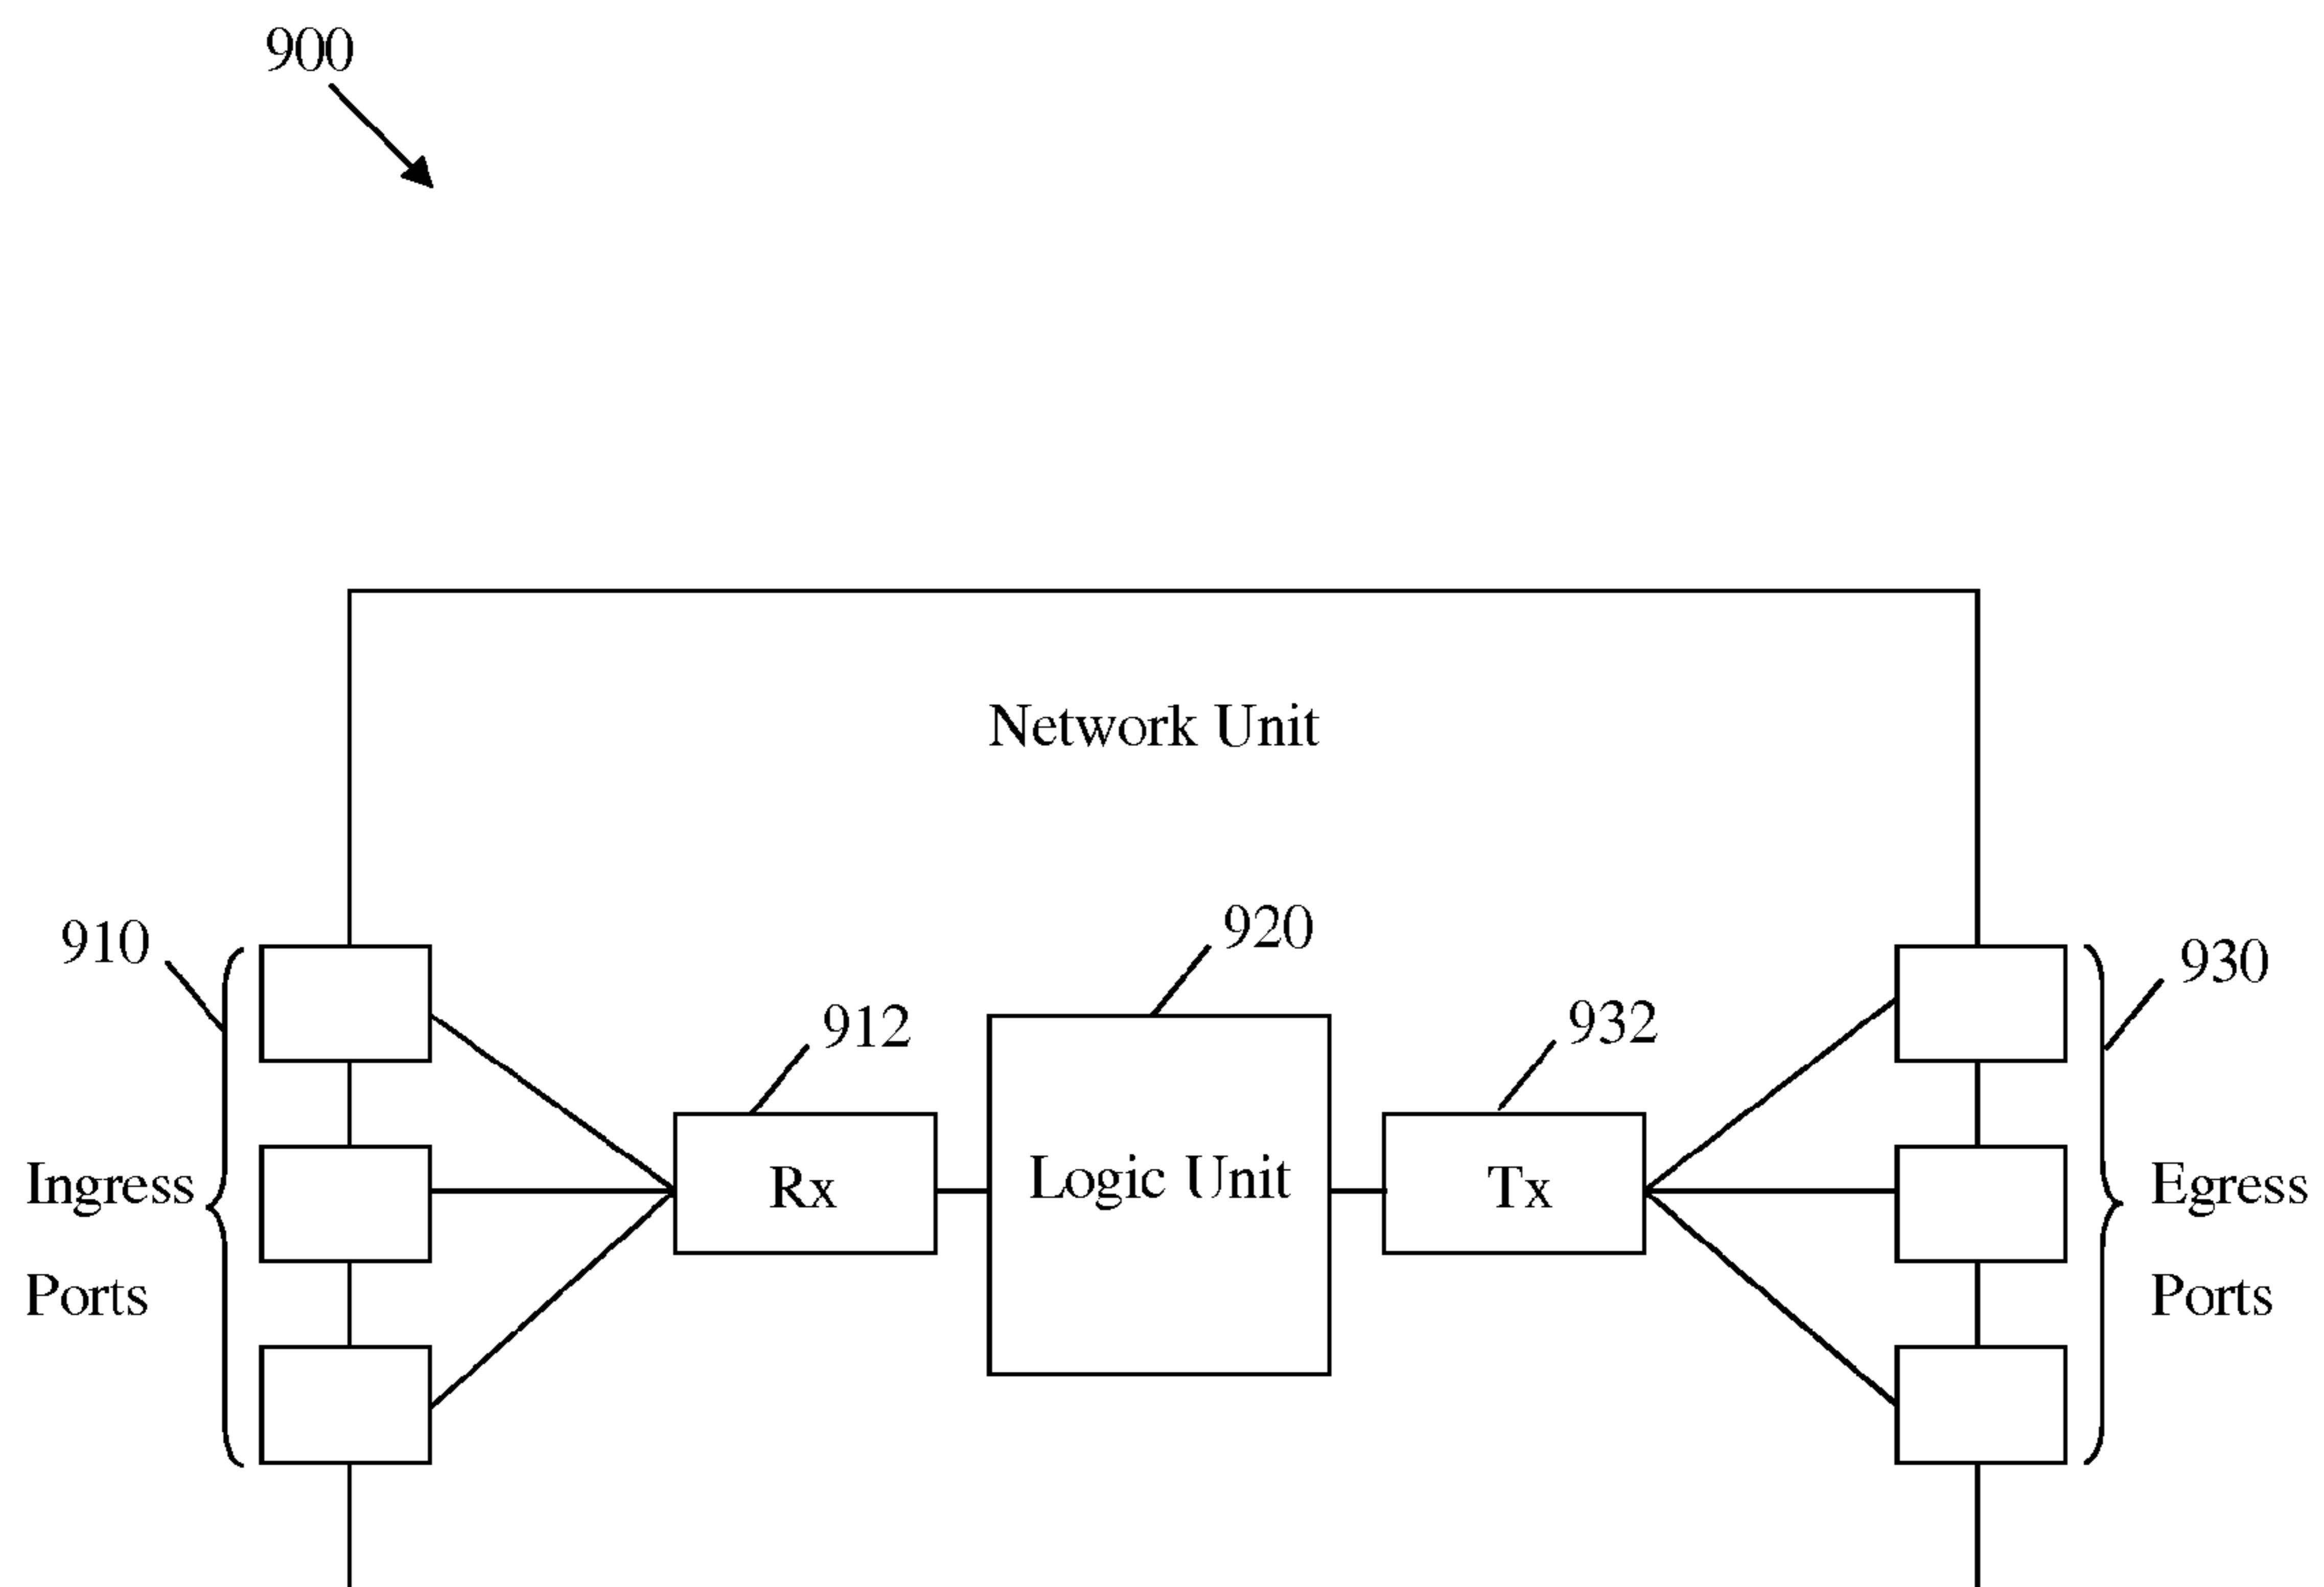 900
Network Unit
910
920
930
912
932
Ingress
Ports
Rx
Logic Unit
Tx
Egress
Ports